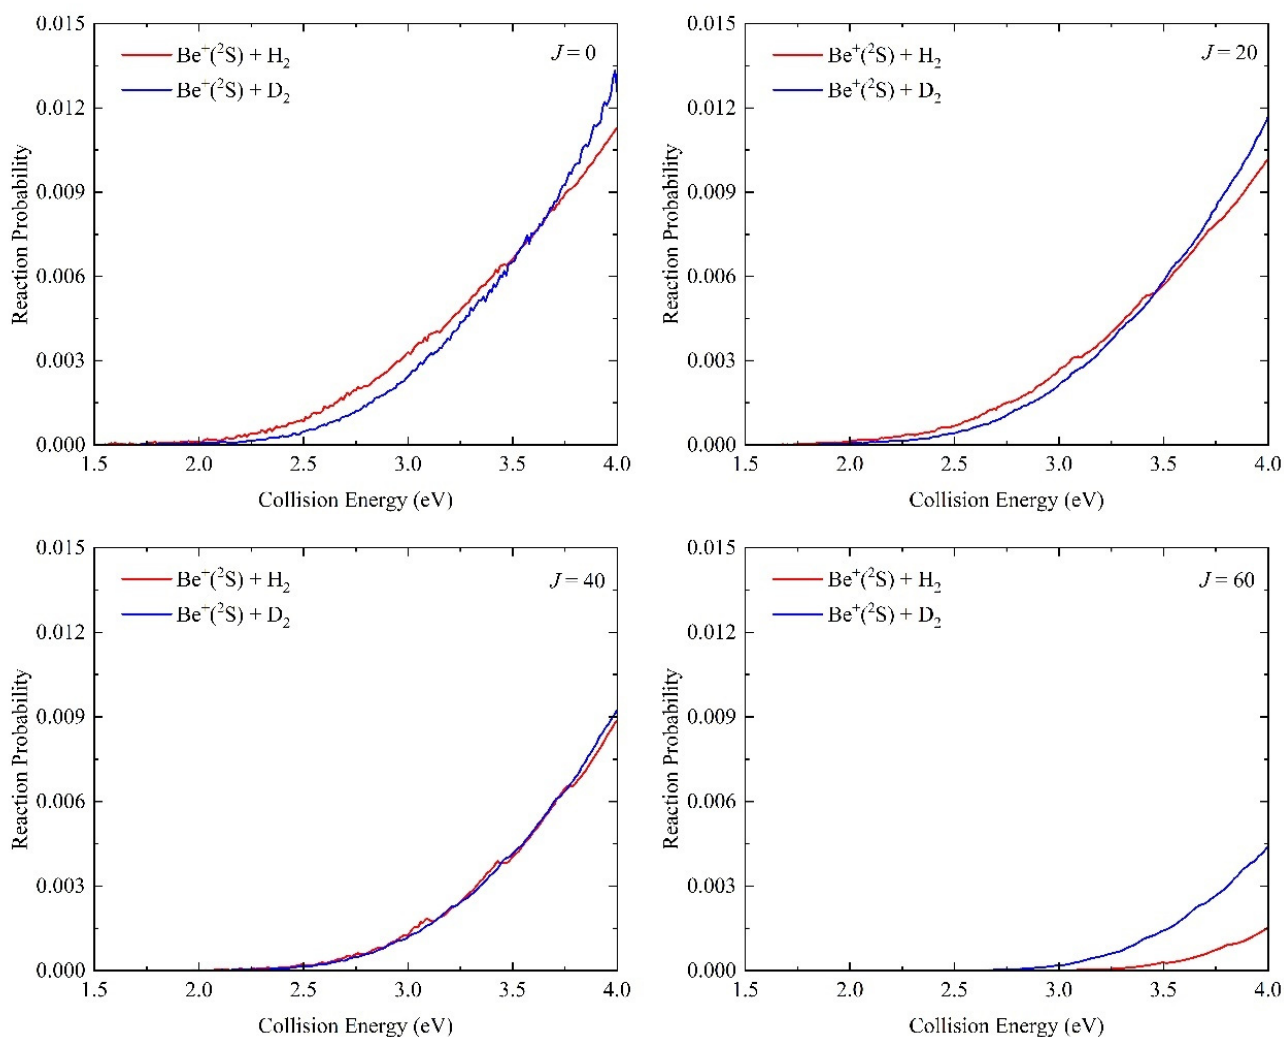 0.015
0.012
0.009
0.006
0.003
0.000
Reaction Probability
Be⁺(²S) + H₂
Be⁺(²S) + D₂
J = 0
1.5 2.0 2.5 3.0 3.5 4.0
Collision Energy (eV)
0.015
0.012
0.009
0.006
0.003
0.000
Reaction Probability
Be⁺(²S) + H₂
Be⁺(²S) + D₂
J = 20
1.5 2.0 2.5 3.0 3.5 4.0
Collision Energy (eV)
0.015
0.012
0.009
0.006
0.003
0.000
Reaction Probability
Be⁺(²S) + H₂
Be⁺(²S) + D₂
J = 40
1.5 2.0 2.5 3.0 3.5 4.0
Collision Energy (eV)
0.015
0.012
0.009
0.006
0.003
0.000
Reaction Probability
Be⁺(²S) + H₂
Be⁺(²S) + D₂
J = 60
1.5 2.0 2.5 3.0 3.5 4.0
Collision Energy (eV)